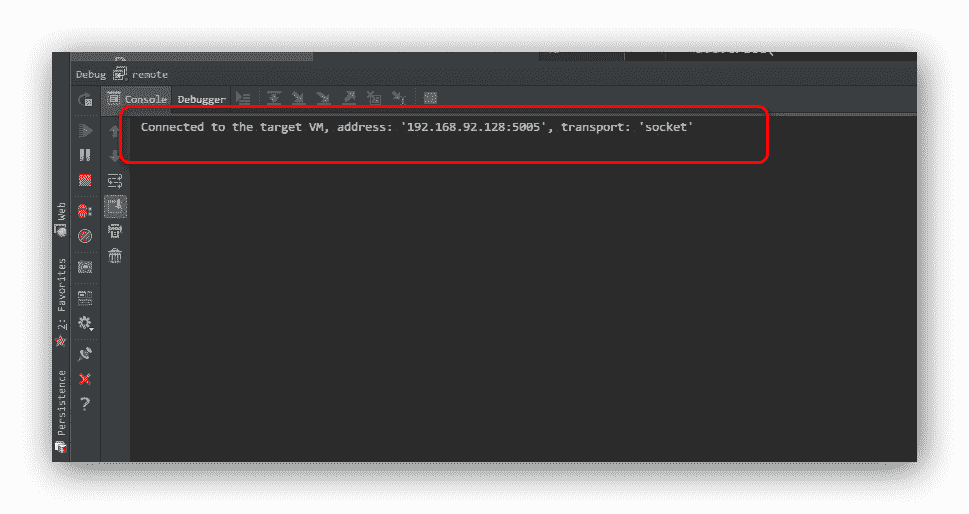 Debug remote
Console Debugger
Connected to the target VM, address: '192.168.92.128:5005', transport: 'socket'
Web
2: Favorites
Persistence